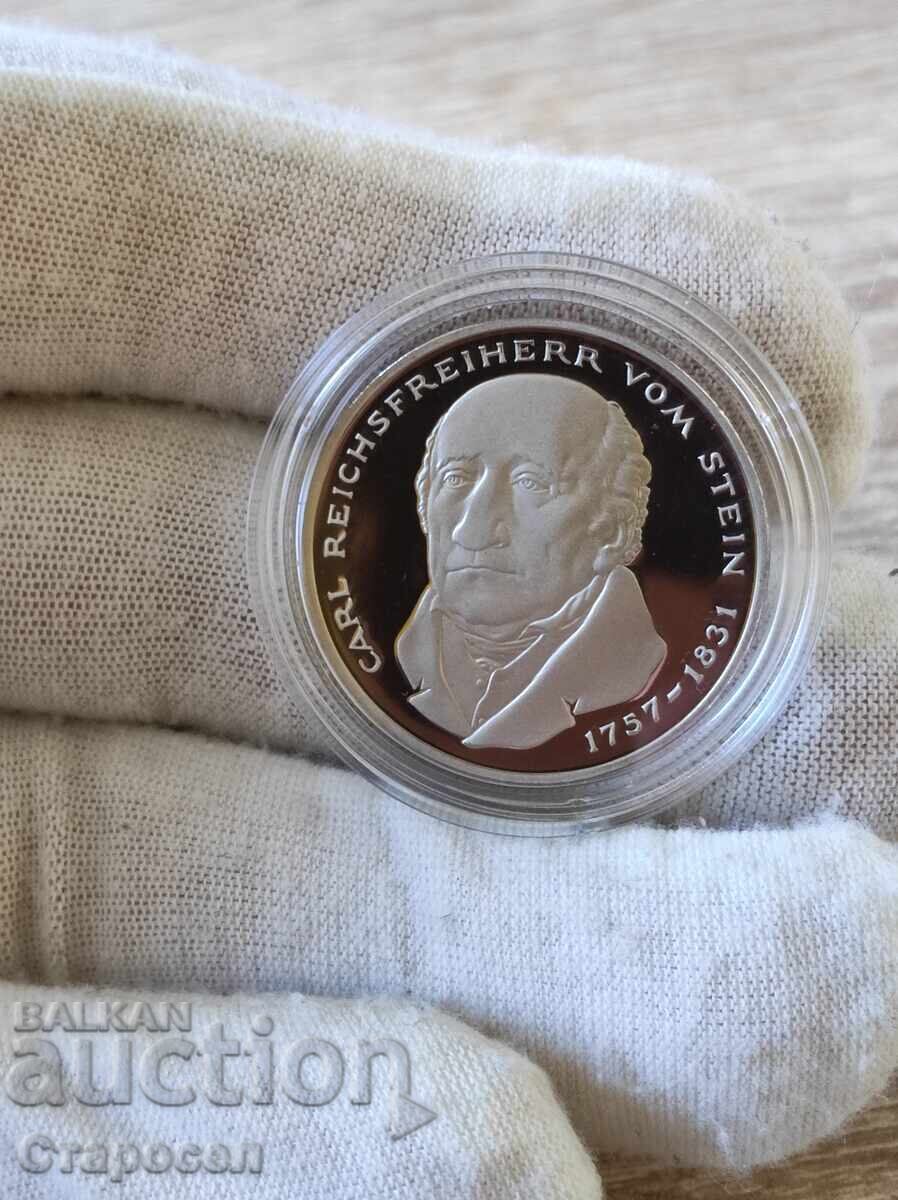 CARL REICHSFREIHERR VOM STEIN
1757-1831
BALKAN
auction
Старосел